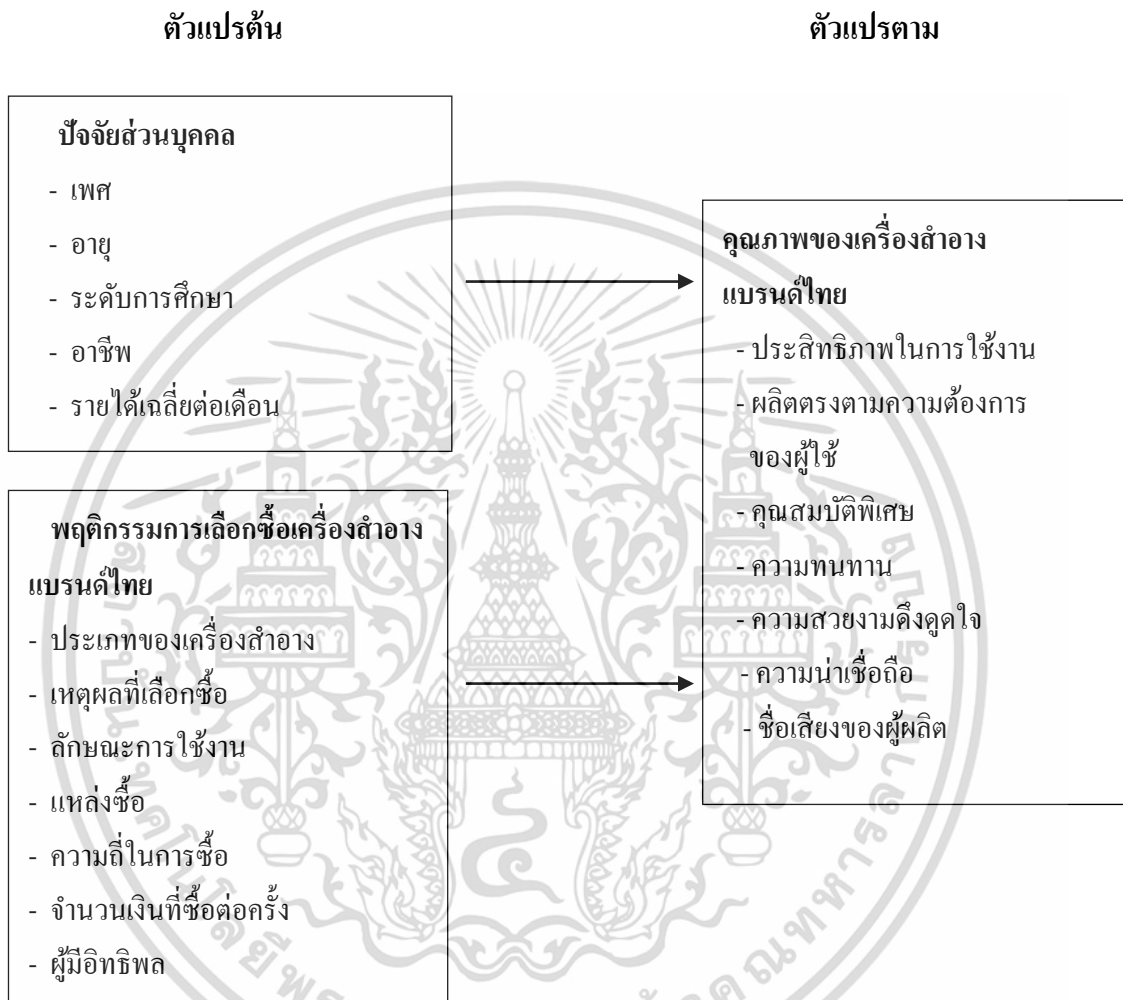 ตัวแปรต้น
ตัวแปรตาม
ปัจจัยส่วนบุคคล
- เพศ
- อายุ
- ระดับการศึกษา
- อาชีพ
- รายได้เฉลี่ยต่อเดือน
พฤติกรรมการเลือกซื้อเครื่องสำอาง
แบรนด์ไทย
- ประเภทของเครื่องสำอาง
- เหตุผลที่เลือกซื้อ
- ลักษณะการใช้งาน
- แหล่งซื้อ
- ความถี่ในการซื้อ
- จำนวนเงินที่ซื้อต่อครั้ง
- ผู้มีอิทธิพล
คุณภาพของเครื่องสำอาง
แบรนด์ไทย
- ประสิทธิภาพในการใช้งาน
- ผลิตตรงตามความต้องการ
ของผู้ใช้
- คุณสมบัติพิเศษ
- ความทนทาน
- ความสวยงามดึงดูดใจ
- ความน่าเชื่อถือ
- ชื่อเสียงของผู้ผลิต